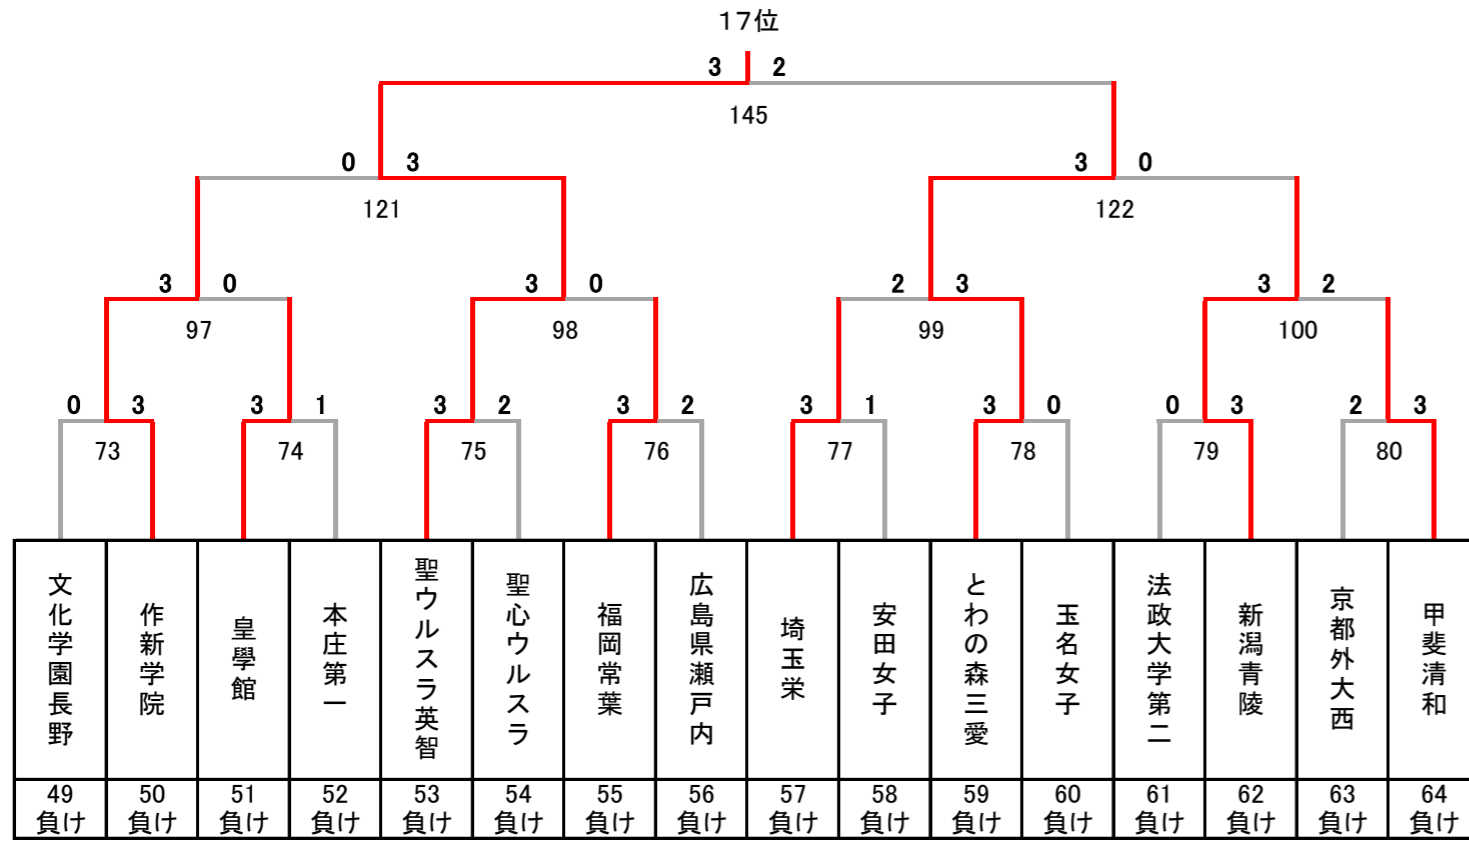 17位
3 2
145
0 3 3 0
121 122
3 0 3 0 2 3 3 2
97 98 99 100
0 3 3 1 3 2 3 2 3 1 3 0 0 3 2 3
73 74 75 76 77 78 79 80
文化学園長野
作新学院
皇學館
本庄第一
聖ウルスラ英智
聖心ウルスラ
福岡常葉
広島県瀬戸内
埼玉栄
安田女子
とわの森三愛
玉名女子
法政大学第二
新潟青陵
京都外大西
甲斐清和
49 50 51 52 53 54 55 56 57 58 59 60 61 62 63 64
負け 負け 負け 負け 負け 負け 負け 負け 負け 負け 負け 負け 負け 負け 負け 負け